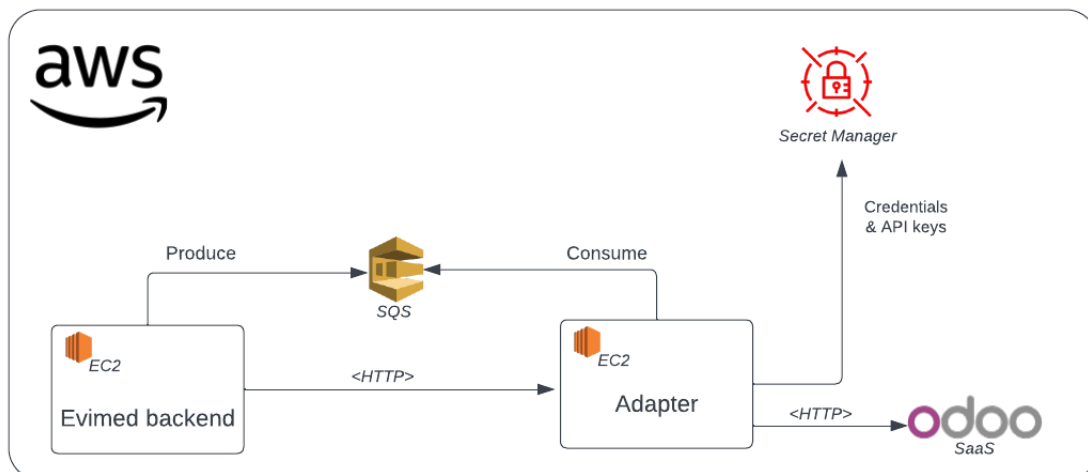 aws
Secret Manager
Credentials
& API keys
Produce
Consume
SQS
EC2
Evimed backend
<HTTP>
EC2
Adapter
<HTTP>
odoo
SaaS